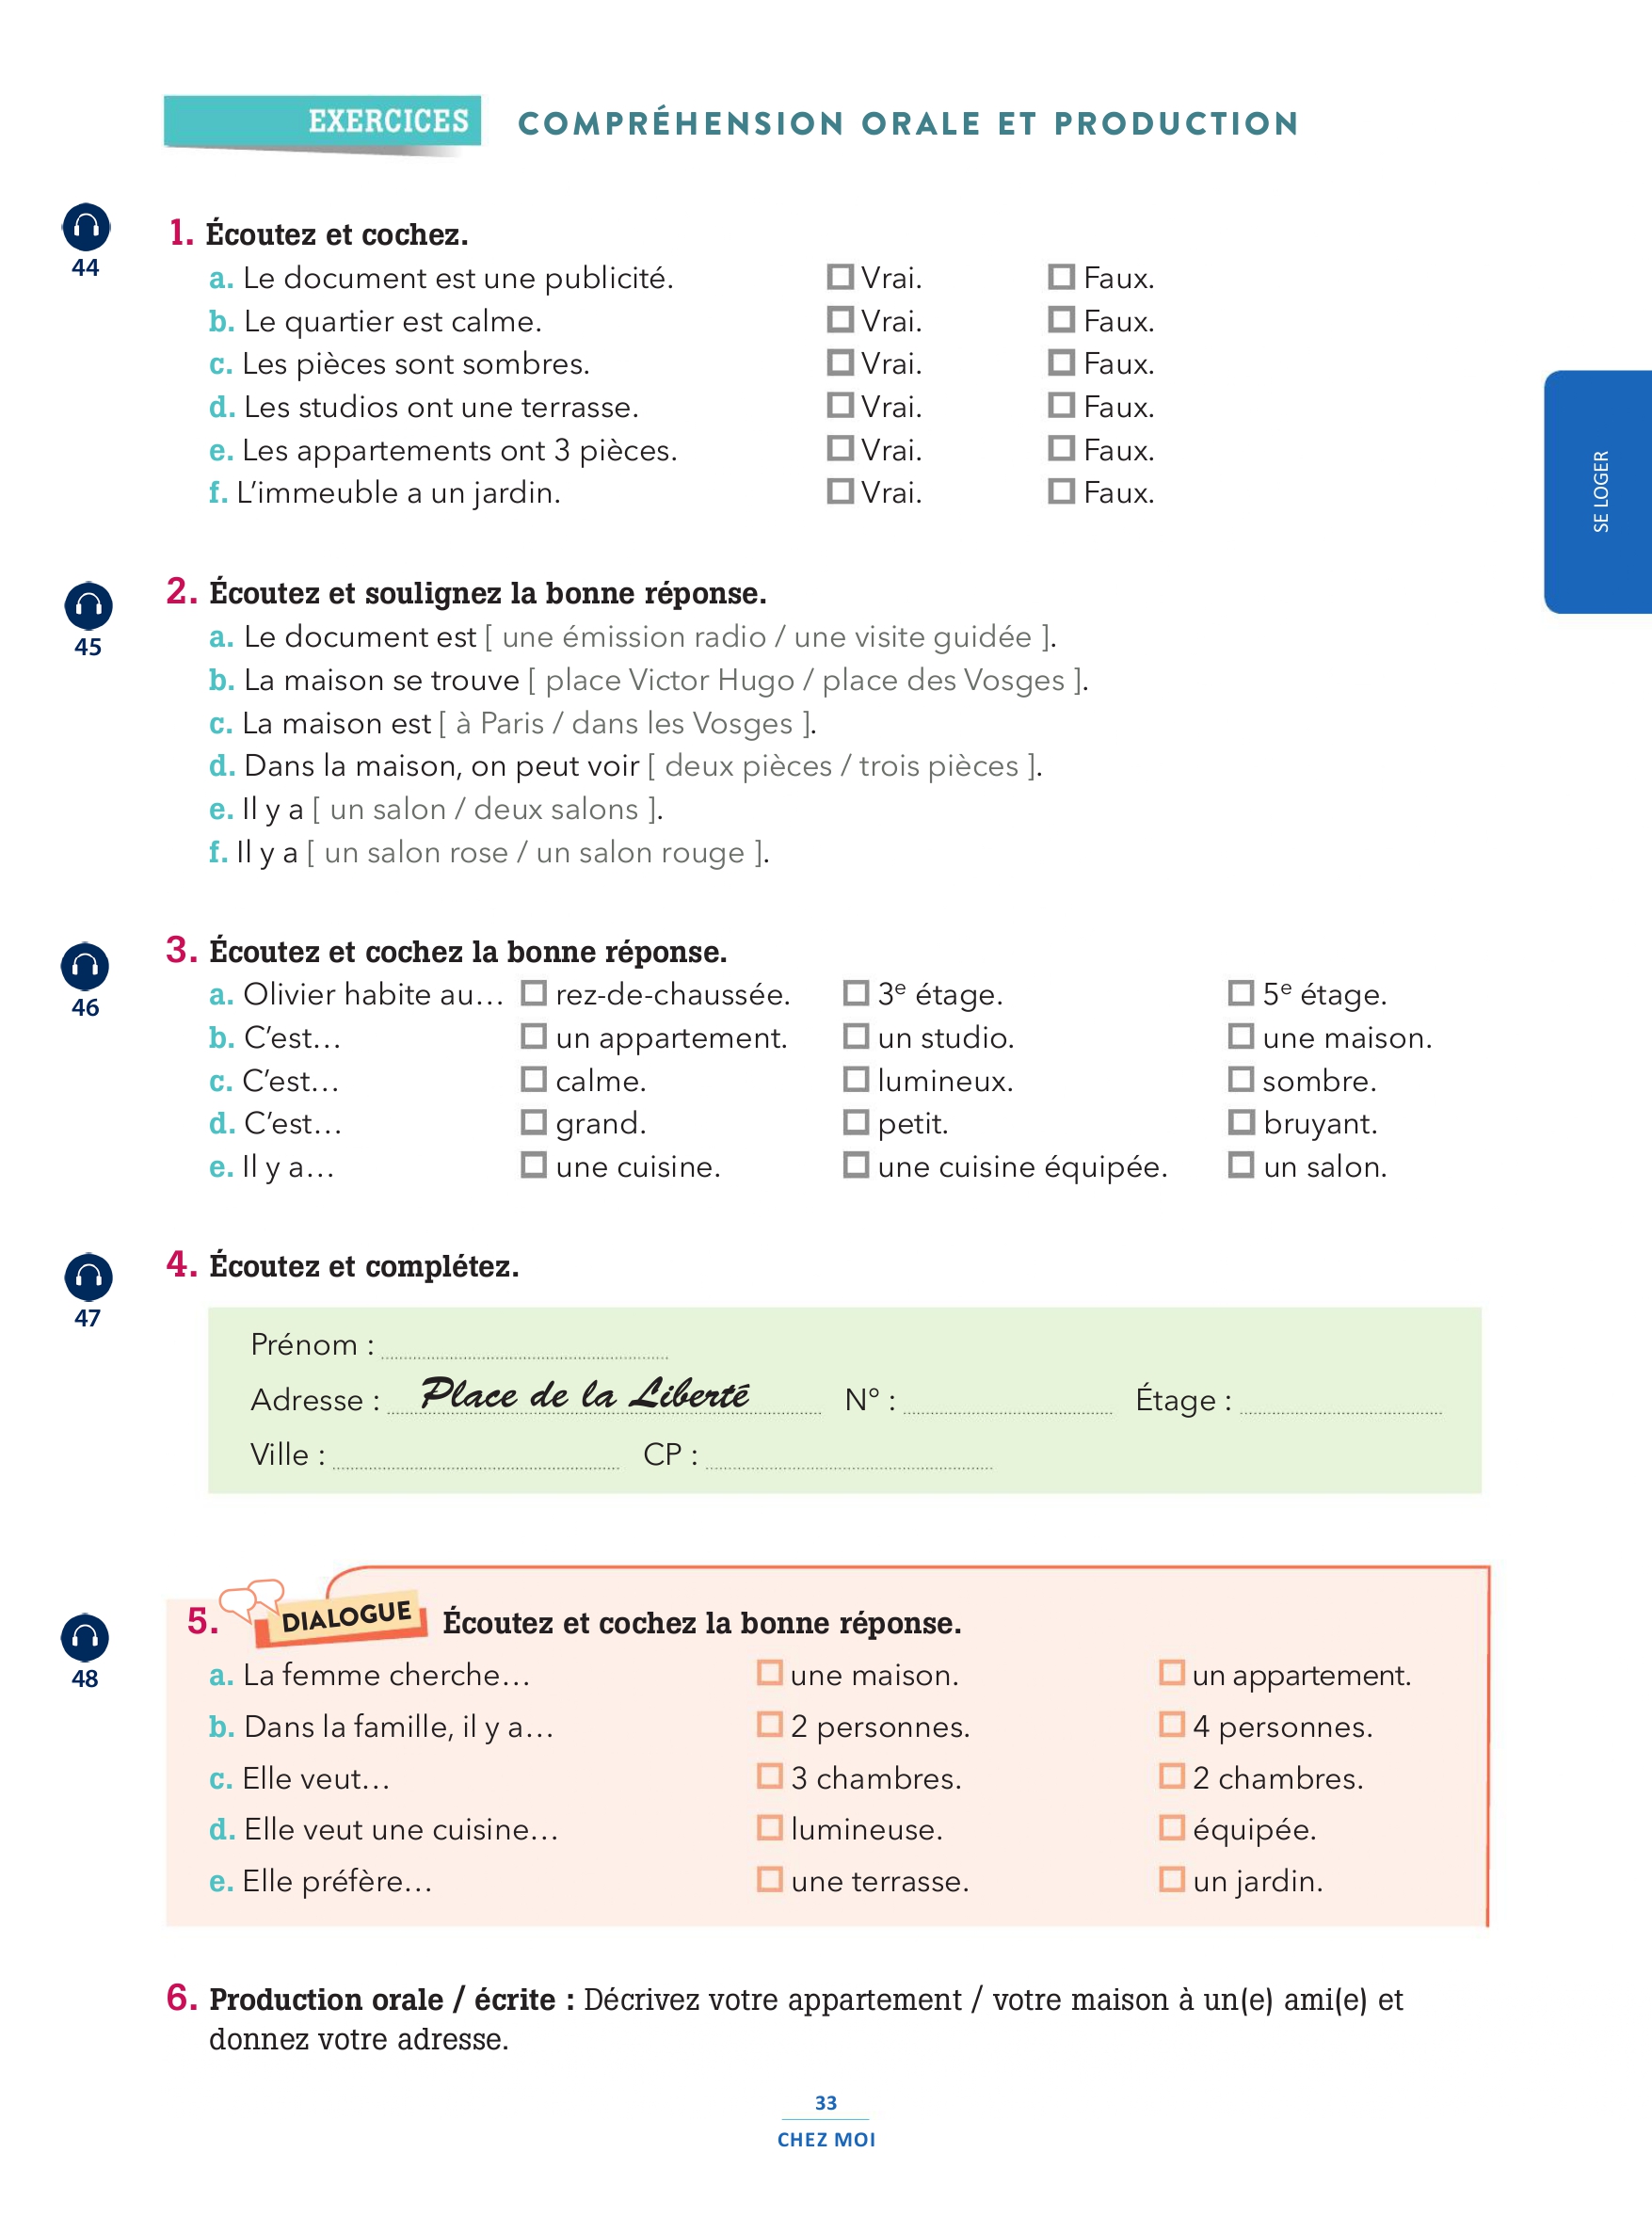 EXERCICES COMPRÉHENSION ORALE ET PRODUCTION
44
1. Écoutez et cochez.
a. Le document est une publicité. Vrai. Faux.
b. Le quartier est calme. Vrai. Faux.
c. Les pièces sont sombres. Vrai. Faux.
d. Les studios ont une terrasse. Vrai. Faux.
e. Les appartements ont 3 pièces. Vrai. Faux.
f. L’immeuble a un jardin. Vrai. Faux.
SE LOGER
45
2. Écoutez et soulignez la bonne réponse.
a. Le document est [ une émission radio / une visite guidée ].
b. La maison se trouve [ place Victor Hugo / place des Vosges ].
c. La maison est [ à Paris / dans les Vosges ].
d. Dans la maison, on peut voir [ deux pièces / trois pièces ].
e. Il y a [ un salon / deux salons ].
f. Il y a [ un salon rose / un salon rouge ].
46
3. Écoutez et cochez la bonne réponse.
a. Olivier habite au… rez-de-chaussée. 3e étage. 5e étage.
b. C’est… un appartement. un studio. une maison.
c. C’est… calme. lumineux. sombre.
d. C’est… grand. petit. bruyant.
e. Il y a… une cuisine. une cuisine équipée. un salon.
47
4. Écoutez et complétez.
Prénom :
Adresse : Place de la Liberté N° : Étage :
Ville : CP :
48
5. DIALOGUE Écoutez et cochez la bonne réponse.
a. La femme cherche… une maison. un appartement.
b. Dans la famille, il y a… 2 personnes. 4 personnes.
c. Elle veut… 3 chambres. 2 chambres.
d. Elle veut une cuisine… lumineuse. équipée.
e. Elle préfère… une terrasse. un jardin.
6. Production orale / écrite : Décrivez votre appartement / votre maison à un(e) ami(e) et
donnez votre adresse.
33
CHEZ MOI